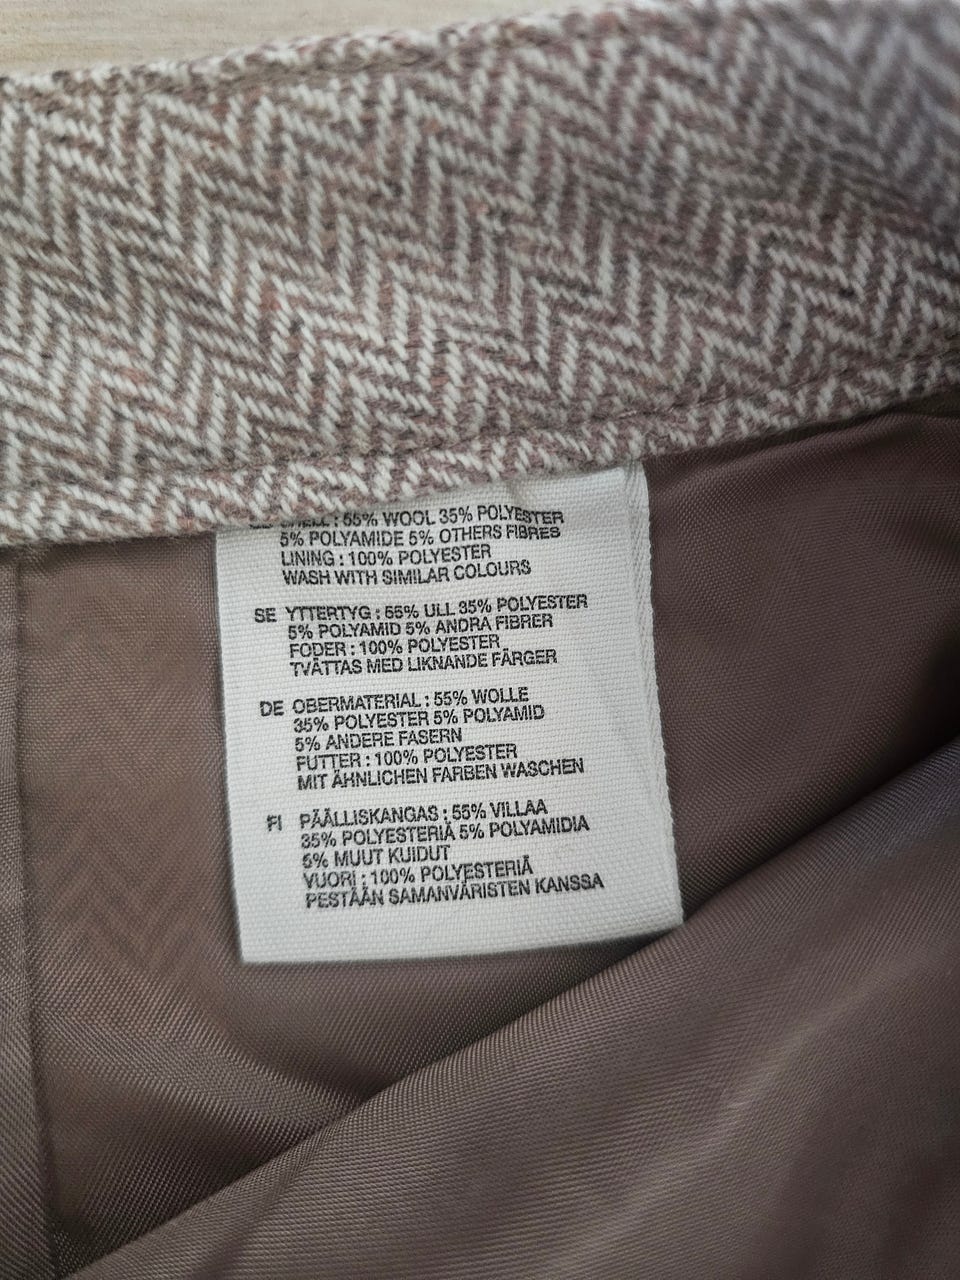 : 55% WOOL 35% POLYESTER
5% POLYAMIDE 5% OTHERS FIBRES
LINING : 100% POLYESTER
WASH WITH SIMILAR COLOURS
SE YTTERTYG : 55% ULL 35% POLYESTER
5% POLYAMID 5% ANDRA FIBRER
FODER : 100% POLYESTER
TVÄTTAS MED LIKNANDE FÄRGER
DE OBERMATERIAL : 55% WOLLE
35% POLYESTER 5% POLYAMID
5% ANDERE FASERN
FUTTER : 100% POLYESTER
MIT ÄHNLICHEN FARBEN WASCHEN
FI PÄÄLLISKANGAS : 55% VILLAA
35% POLYESTERIÄ 5% POLYAMIDIA
5% MUUT KUIDUT
VUORI : 100% POLYESTERIÄ
PESTÄÄN SAMANVÄRISTEN KANSSA